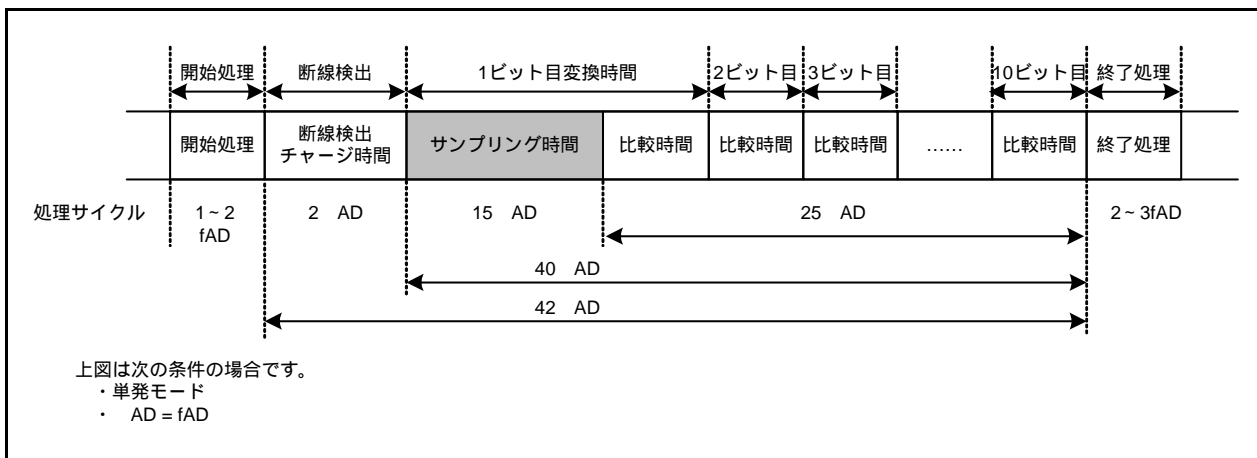 開始処理 断線検出 1ビット目変換時間 2ビット目 3ビット目 10ビット目 終了処理
開始処理 断線検出 チャージ時間 サンプリング時間 比較時間 比較時間 比較時間 …… 比較時間 終了処理
処理サイクル 1~2 fAD 2 AD 15 AD 25 AD 2~3fAD
40 AD
42 AD
上図は次の条件の場合です。
・単発モード
・ AD = fAD